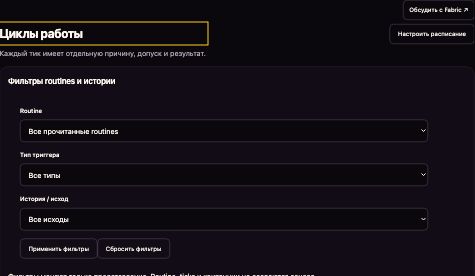 Обсудить с Fabric ↗
Циклы работы
Настроить расписание
Каждый тик имеет отдельную причину, допуск и результат.
Фильтры routines и истории
Routine
Все прочитанные routines
Тип триггера
Все типы
История / исход
Все исходы
Применить фильтры
Сбросить фильтры